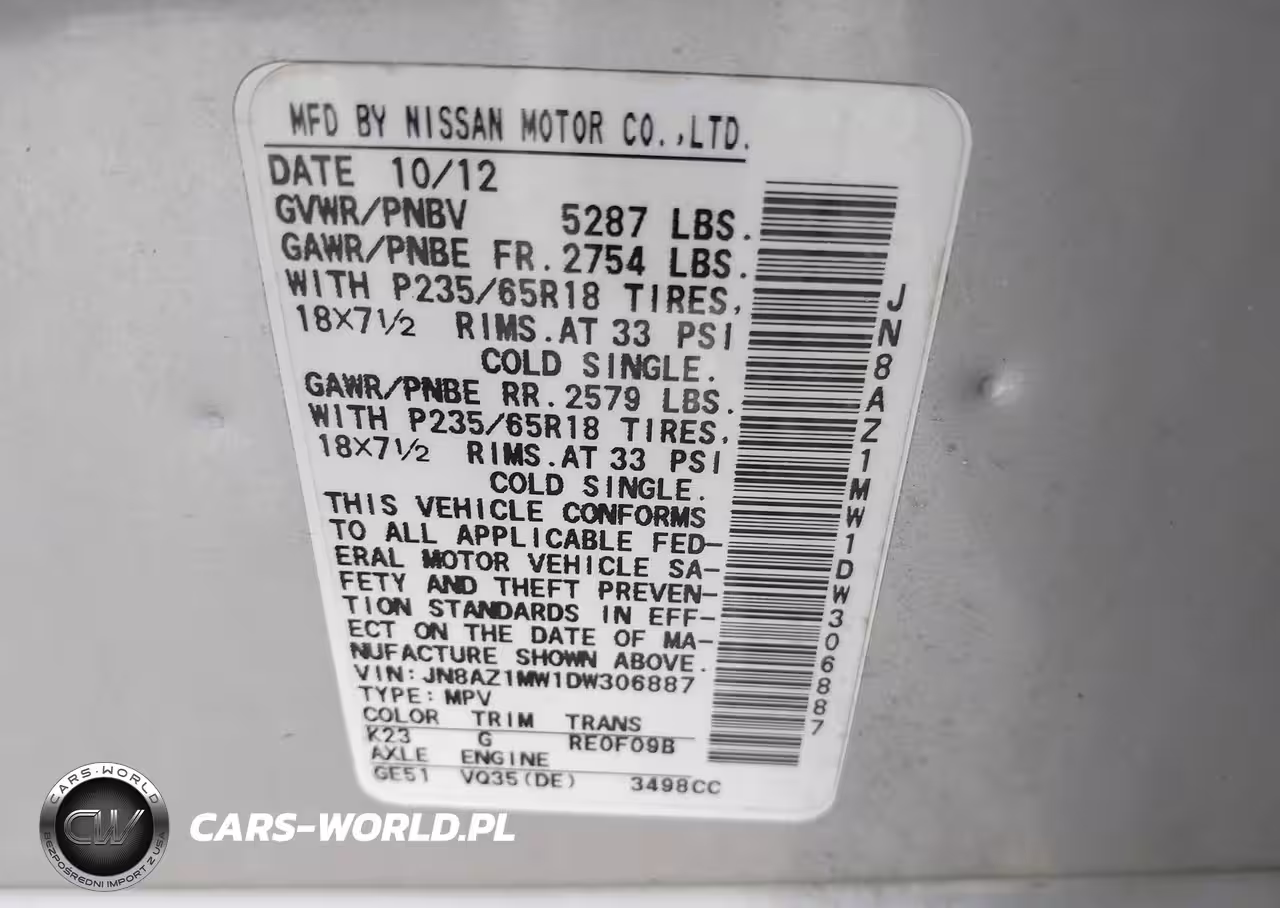 MFD BY NISSAN MOTOR CO.,LTD.
DATE 10/12
GVWR/PNBV 5287 LBS.
GAWR/PNBE FR. 2754 LBS.
WITH P235/65R18 TIRES,
18X7½ RIMS. AT 33 PSI
COLD SINGLE.
GAWR/PNBE RR. 2579 LBS.
WITH P235/65R18 TIRES,
18X7½ RIMS. AT 33 PSI
COLD SINGLE.
THIS VEHICLE CONFORMS
TO ALL APPLICABLE FED-
ERAL MOTOR VEHICLE SA-
FETY AND THEFT PREVEN-
TION STANDARDS IN EFF-
ECT ON THE DATE OF MA-
NUFACTURE SHOWN ABOVE.
VIN: JN8AZ1MW1DW306887
TYPE: MPV
COLOR TRIM TRANS
K23 G RE0F09B
AXLE ENGINE
GE51 VQ35(DE) 3498CC
JN8AZ1MW1DW306887
CARS-WORLD
CW
BEZPOŚREDNI IMPORT Z USA
CARS-WORLD.PL